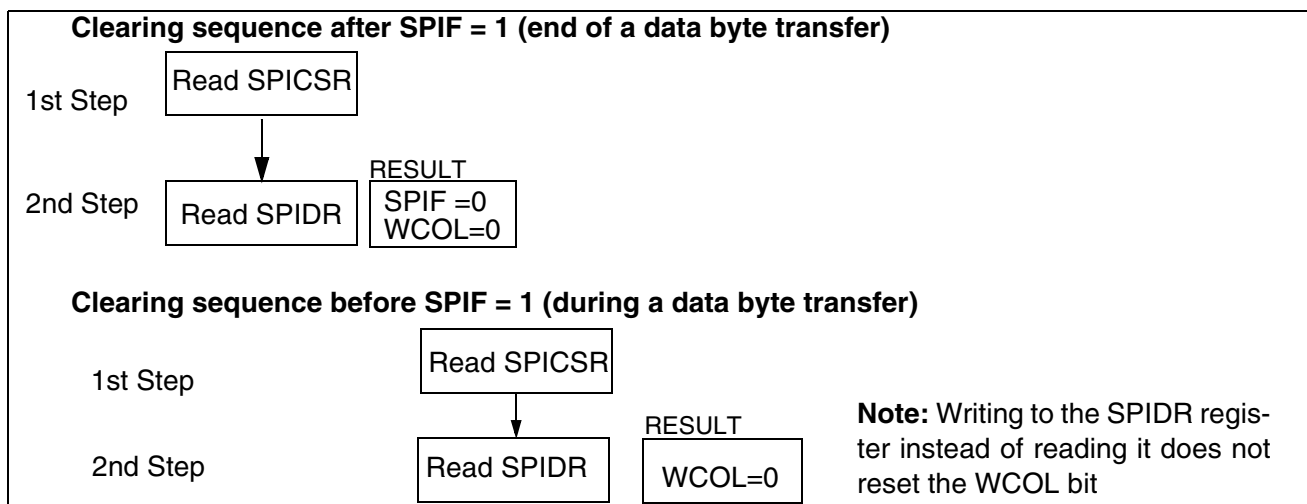 Clearing sequence after SPIF = 1 (end of a data byte transfer)
1st Step
Read SPICSR
2nd Step
Read SPIDR
RESULT
SPIF =0
WCOL=0
Clearing sequence before SPIF = 1 (during a data byte transfer)
1st Step
Read SPICSR
2nd Step
Read SPIDR
RESULT
WCOL=0
Note: Writing to the SPIDR regis-
ter instead of reading it does not
reset the WCOL bit